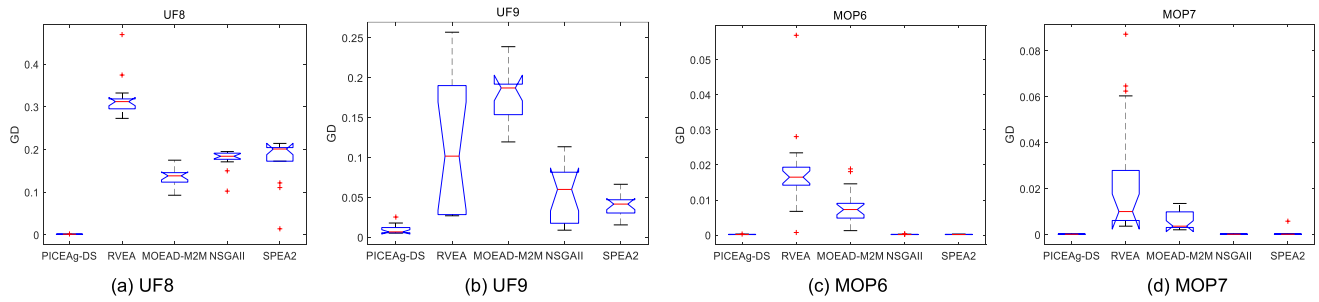 UF8
GD
0.4
0.3
0.2
0.1
0
PICEAg-DS RVEA MOEAD-M2M NSGAII SPEA2
(a) UF8
UF9
GD
0.25
0.2
0.15
0.1
0.05
0
PICEAg-DS RVEA MOEAD-M2M NSGAII SPEA2
(b) UF9
MOP6
GD
0.05
0.04
0.03
0.02
0.01
0
PICEAg-DS RVEA MOEAD-M2M NSGAII SPEA2
(c) MOP6
MOP7
GD
0.08
0.06
0.04
0.02
0
PICEAg-DS RVEA MOEAD-M2M NSGAII SPEA2
(d) MOP7